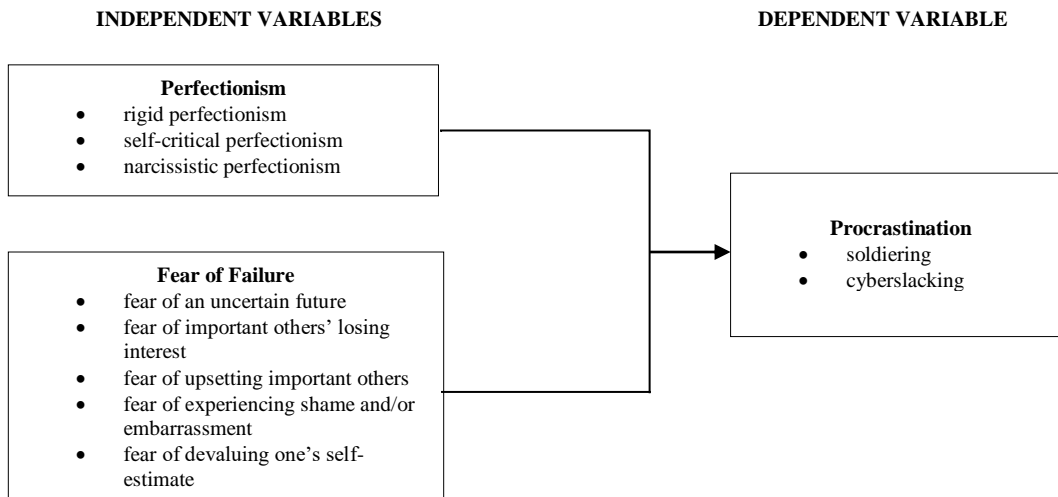 INDEPENDENT VARIABLES
DEPENDENT VARIABLE
Perfectionism
• rigid perfectionism
• self-critical perfectionism
• narcissistic perfectionism
Fear of Failure
• fear of an uncertain future
• fear of important others’ losing
interest
• fear of upsetting important others
• fear of experiencing shame and/or
embarrassment
• fear of devaluing one’s self-
estimate
Procrastination
• soldiering
• cyberslacking